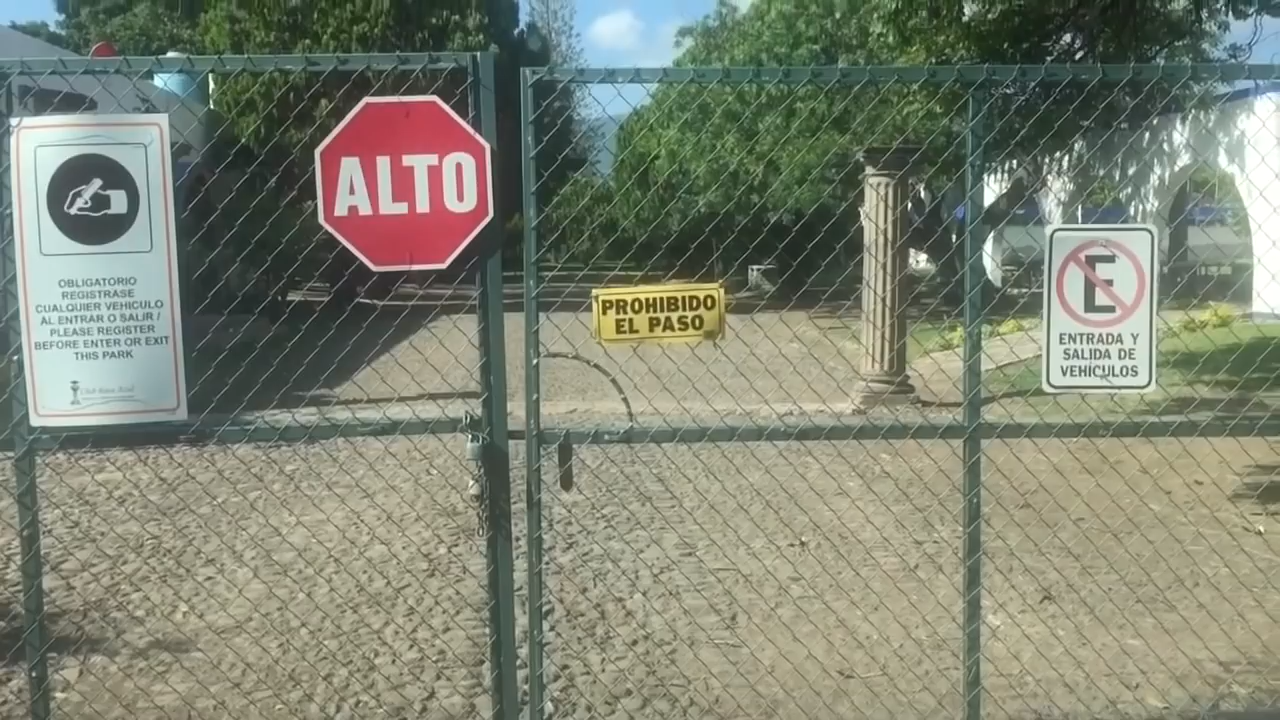 OBLIGATORIO
REGISTRASE
CUALQUIER VEHICULO
AL ENTRAR O SALIR /
PLEASE REGISTER
BEFORE ENTER OR EXIT
THIS PARK
ALTO
PROHIBIDO
EL PASO
E
ENTRADA Y
SALIDA DE
VEHÍCULOS